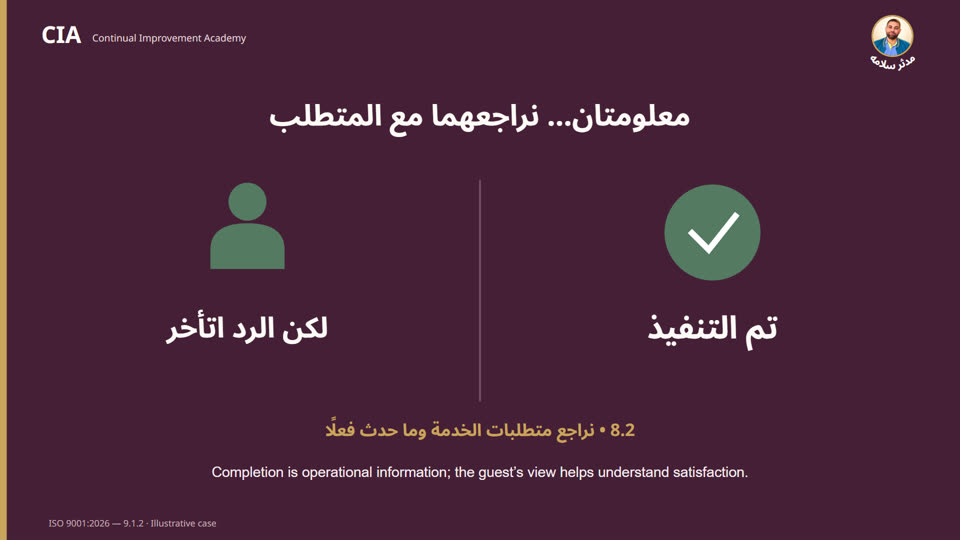 CIA Continual Improvement Academy
مدثر سلامه
معلومتان... نراجعهما مع المتطلب
تم التنفيذ
لكن الرد اتأخر
8.2 • نراجع متطلبات الخدمة وما حدث فعلًا
Completion is operational information; the guest's view helps understand satisfaction.
ISO 9001:2026 — 9.1.2 · Illustrative case